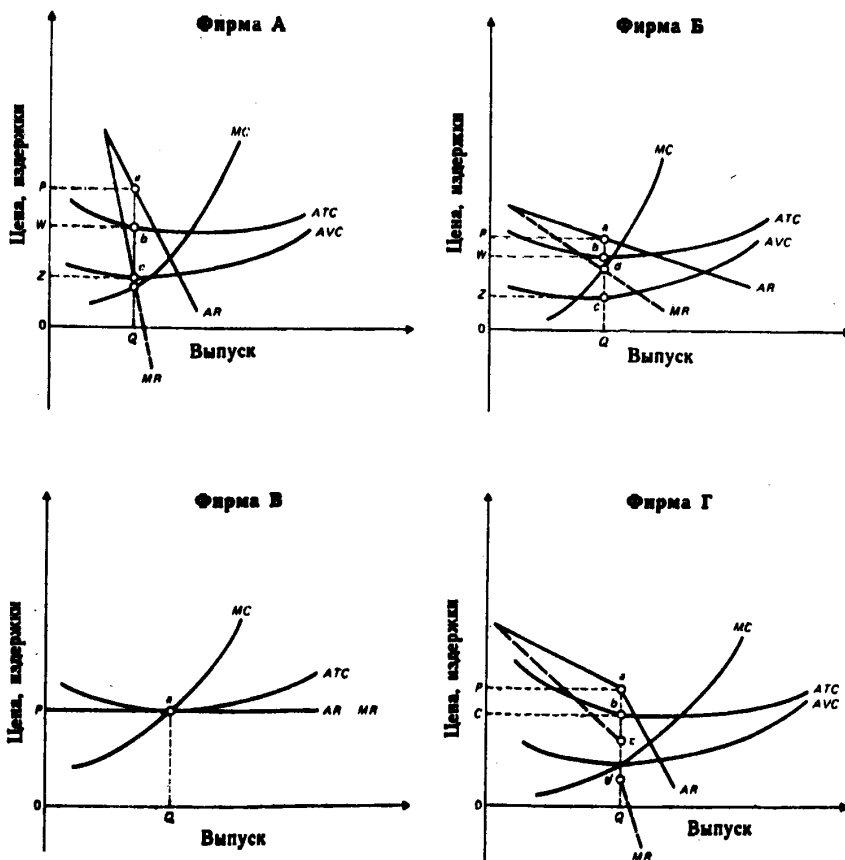 Фирма А
Цена, издержки
P
W
Z
0
a
b
c
MC
ATC
AVC
AR
MR
Q
Выпуск
Фирма Б
Цена, издержки
P
W
Z
0
a
b
d
c
MC
ATC
AVC
AR
MR
Q
Выпуск
Фирма В
Цена, издержки
P
0
a
MC
ATC
AR MR
Q
Выпуск
Фирма Г
Цена, издержки
P
C
0
a
b
c
d
MC
ATC
AVC
AR
MR
Q
Выпуск